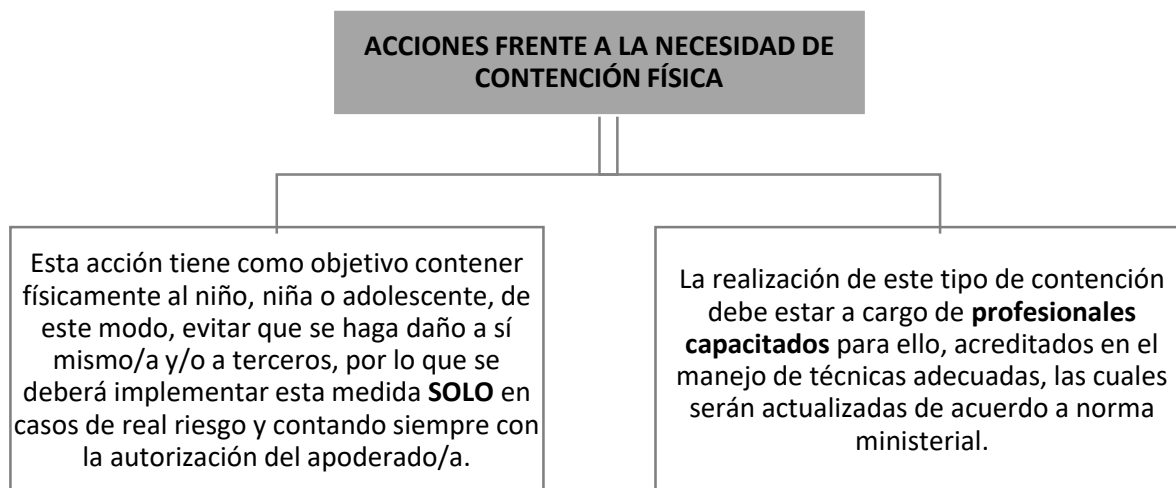 ACCIONES FRENTE A LA NECESIDAD DE
CONTENCIÓN FÍSICA
Esta acción tiene como objetivo contener
físicamente al niño, niña o adolescente, de
este modo, evitar que se haga daño a sí
mismo/a y/o a terceros, por lo que se
deberá implementar esta medida SOLO en
casos de real riesgo y contando siempre con
la autorización del apoderado/a.
La realización de este tipo de contención
debe estar a cargo de profesionales
capacitados para ello, acreditados en el
manejo de técnicas adecuadas, las cuales
serán actualizadas de acuerdo a norma
ministerial.